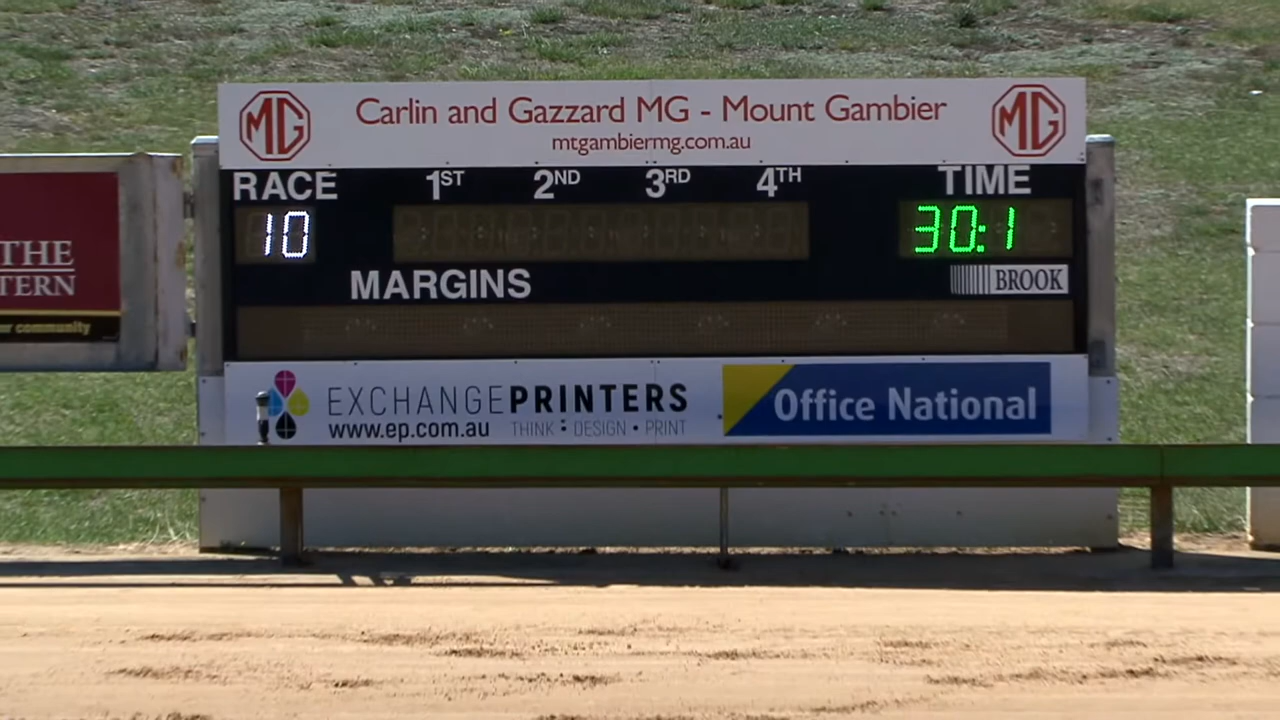 MG Carlin and Gazzard MG - Mount Gambier MG
mtgambiermg.com.au
RACE 1ST 2ND 3RD 4TH TIME
10 30:1
MARGINS BROOK
THE
TERN
community
EXCHANGEPRINTERS
www.ep.com.au THINK : DESIGN • PRINT
Office National